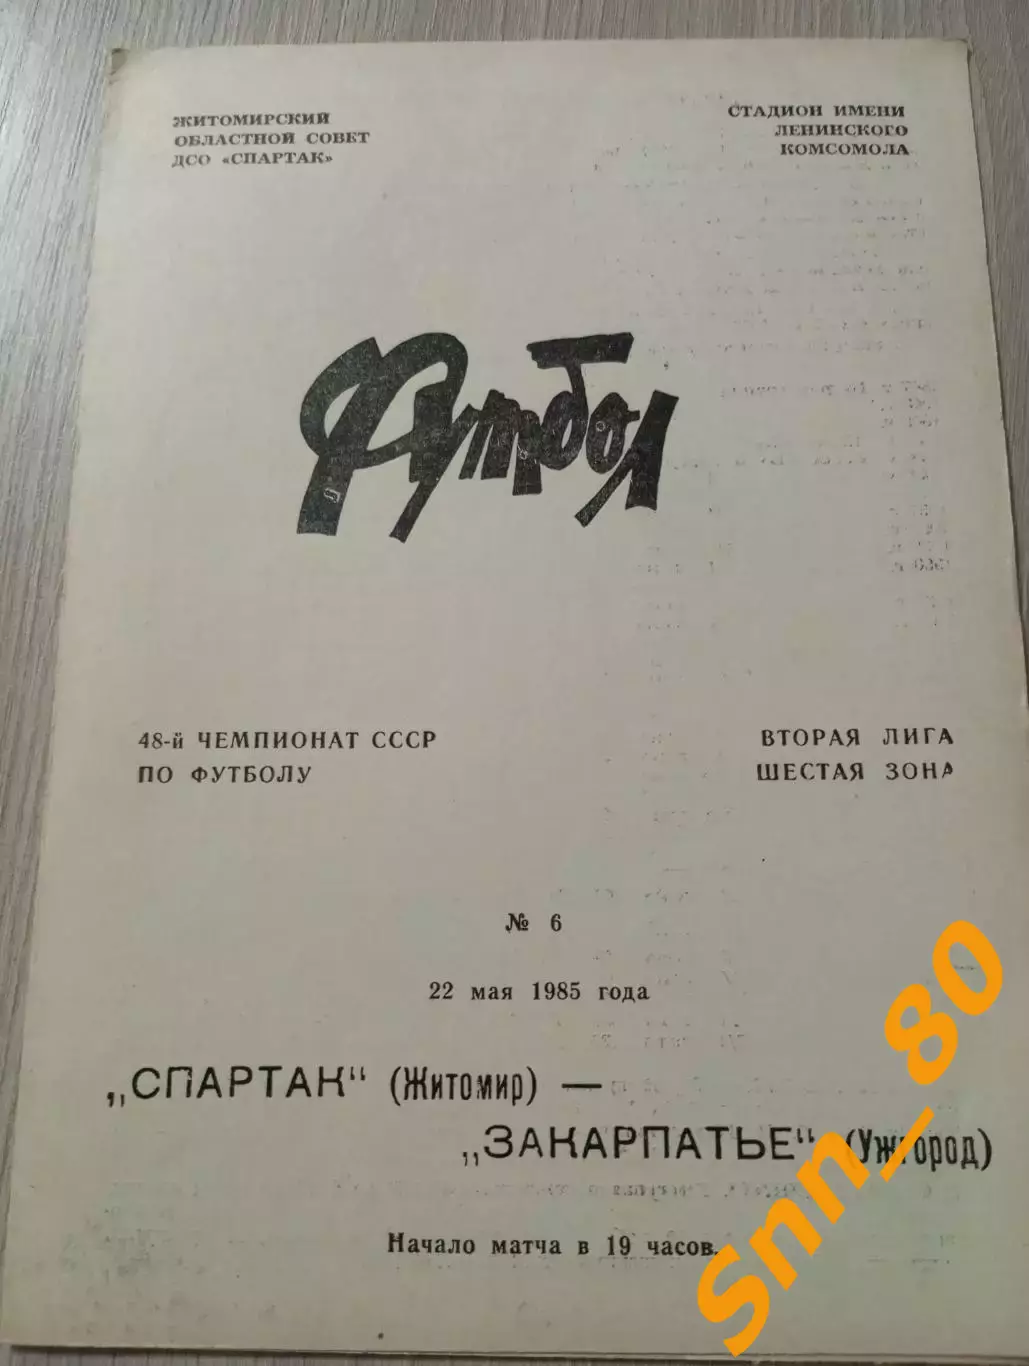 ЖИТОМИРСКИЙ
ОБЛАСТНОЙ СОВЕТ
ДСО «СПАРТАК»
СТАДИОН ИМЕНИ
ЛЕНИНСКОГО
КОМСОМОЛА
Футбол
48-й ЧЕМПИОНАТ СССР
ПО ФУТБОЛУ
ВТОРАЯ ЛИГА
ШЕСТАЯ ЗОНА
№ 6
22 мая 1985 года
„СПАРТАК“ (Житомир) —
„ЗАКАРПАТЬЕ“ (Ужгород)
Начало матча в 19 часов.
Snn_80